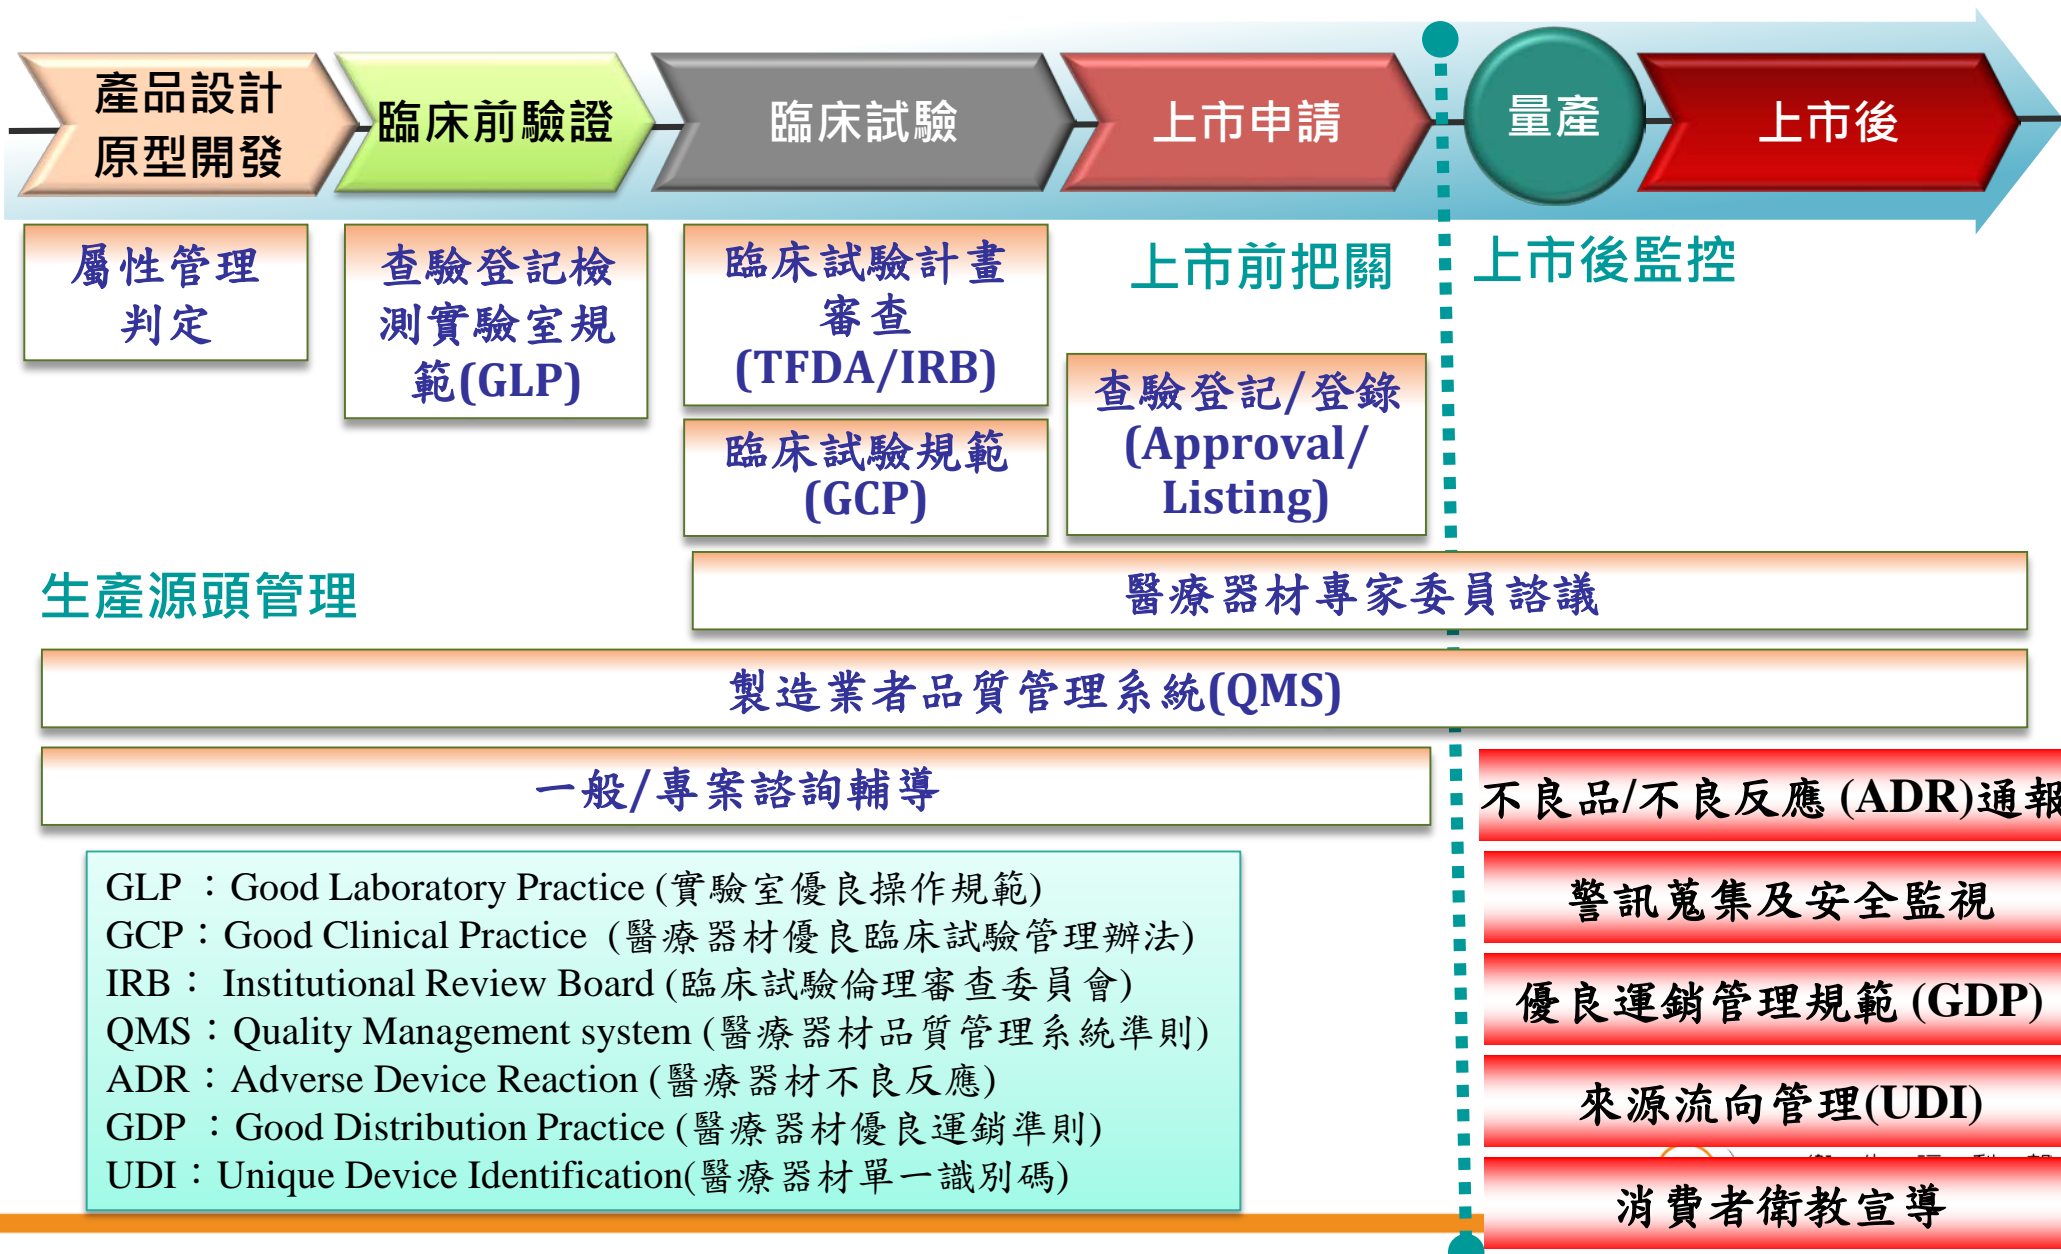 產品設計
原型開發
臨床前驗證
臨床試驗
上市申請
量產
上市後
屬性管理
判定
查驗登記檢
測實驗室規
範(GLP)
臨床試驗計畫
審查
(TFDA/IRB)
臨床試驗規範
(GCP)
上市前把關
上市後監控
查驗登記/登錄
(Approval/
Listing)
生產源頭管理
醫療器材專家委員諮議
製造業者品質管理系統(QMS)
一般/專案諮詢輔導
不良品/不良反應 (ADR)通報
警訊蒐集及安全監視
優良運銷管理規範 (GDP)
來源流向管理(UDI)
消費者衛教宣導
GLP ：Good Laboratory Practice (實驗室優良操作規範)
GCP：Good Clinical Practice (醫療器材優良臨床試驗管理辦法)
IRB： Institutional Review Board (臨床試驗倫理審查委員會)
QMS：Quality Management system (醫療器材品質管理系統準則)
ADR：Adverse Device Reaction (醫療器材不良反應)
GDP ：Good Distribution Practice (醫療器材優良運銷準則)
UDI：Unique Device Identification(醫療器材單一識別碼)